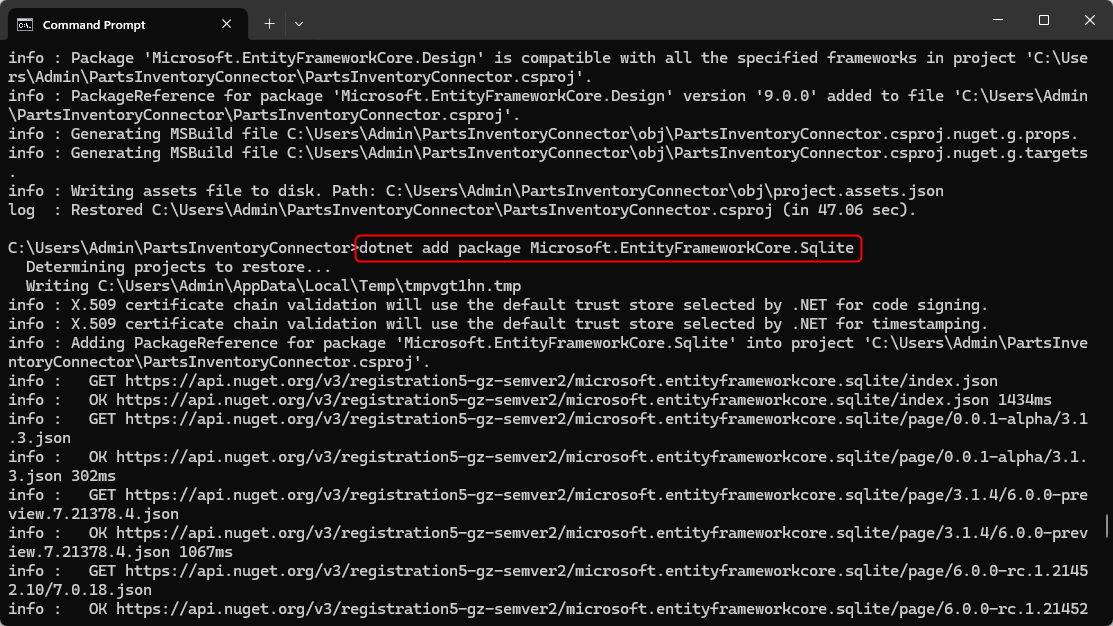 Command Prompt
info : Package 'Microsoft.EntityFrameworkCore.Design' is compatible with all the specified frameworks in project 'C:\Use
rs\Admin\PartsInventoryConnector\PartsInventoryConnector.csproj'.
info : PackageReference for package 'Microsoft.EntityFrameworkCore.Design' version '9.0.0' added to file 'C:\Users\Admin
\PartsInventoryConnector\PartsInventoryConnector.csproj'.
info : Generating MSBuild file C:\Users\Admin\PartsInventoryConnector\obj\PartsInventoryConnector.csproj.nuget.g.props.
info : Generating MSBuild file C:\Users\Admin\PartsInventoryConnector\obj\PartsInventoryConnector.csproj.nuget.g.targets
.
info : Writing assets file to disk. Path: C:\Users\Admin\PartsInventoryConnector\obj\project.assets.json
log  : Restored C:\Users\Admin\PartsInventoryConnector\PartsInventoryConnector.csproj (in 47.06 sec).
C:\Users\Admin\PartsInventoryConnector>dotnet add package Microsoft.EntityFrameworkCore.Sqlite
  Determining projects to restore...
  Writing C:\Users\Admin\AppData\Local\Temp\tmpvgt1hn.tmp
info : X.509 certificate chain validation will use the default trust store selected by .NET for code signing.
info : X.509 certificate chain validation will use the default trust store selected by .NET for timestamping.
info : Adding PackageReference for package 'Microsoft.EntityFrameworkCore.Sqlite' into project 'C:\Users\Admin\PartsInve
ntoryConnector\PartsInventoryConnector.csproj'.
info :   GET https://api.nuget.org/v3/registration5-gz-semver2/microsoft.entityframeworkcore.sqlite/index.json
info :   OK https://api.nuget.org/v3/registration5-gz-semver2/microsoft.entityframeworkcore.sqlite/index.json 1434ms
info :   GET https://api.nuget.org/v3/registration5-gz-semver2/microsoft.entityframeworkcore.sqlite/page/0.0.1-alpha/3.1
.3.json
info :   OK https://api.nuget.org/v3/registration5-gz-semver2/microsoft.entityframeworkcore.sqlite/page/0.0.1-alpha/3.1.
3.json 302ms
info :   GET https://api.nuget.org/v3/registration5-gz-semver2/microsoft.entityframeworkcore.sqlite/page/3.1.4/6.0.0-pre
view.7.21378.4.json
info :   OK https://api.nuget.org/v3/registration5-gz-semver2/microsoft.entityframeworkcore.sqlite/page/3.1.4/6.0.0-prev
iew.7.21378.4.json 1067ms
info :   GET https://api.nuget.org/v3/registration5-gz-semver2/microsoft.entityframeworkcore.sqlite/page/6.0.0-rc.1.2145
2.10/7.0.18.json
info :   OK https://api.nuget.org/v3/registration5-gz-semver2/microsoft.entityframeworkcore.sqlite/page/6.0.0-rc.1.21452